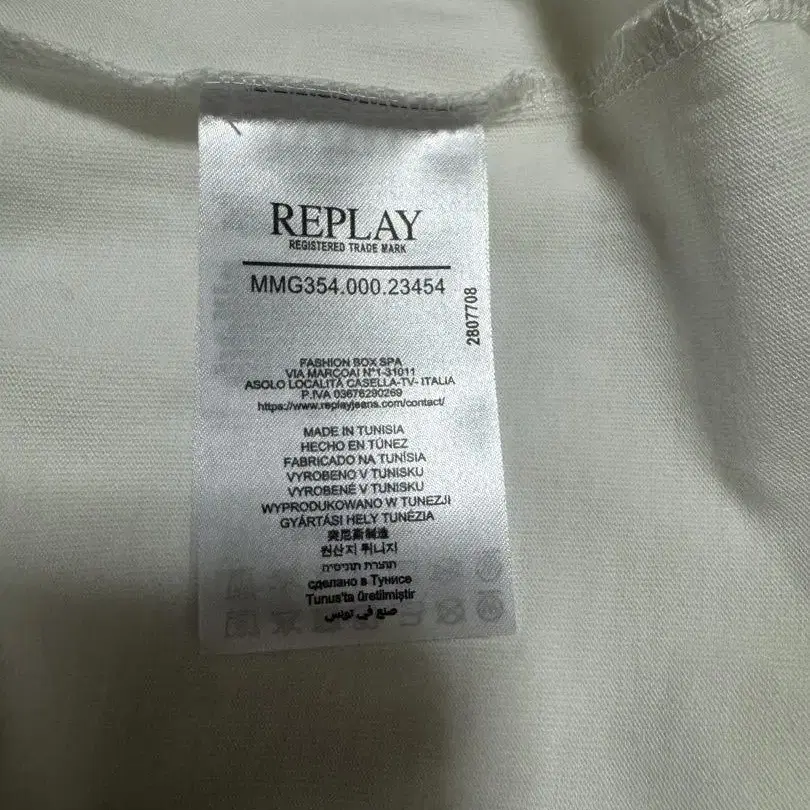 REPLAY
REGISTERED TRADE MARK
MMG354.000.23454
2807708
FASHION BOX SPA
VIA MARCOAI N°1-31011
ASOLO LOCALITÀ CASELLA-TV- ITALIA
P.IVA 03676290269
https://www.replayjeans.com/contact/
MADE IN TUNISIA
HECHO EN TÚNEZ
FABRICADO NA TUNÍSIA
VYROBENO V TUNISKU
VYROBENÉ V TUNISKU
WYPRODUKOWANO W TUNEZJI
GYÁRTÁSI HELY TUNÉZIA
突尼斯制造
원산지 튀니지
תוצרת תוניסיה
сделано в Тунисе
Tunus'ta üretilmiştir
صنع في تونس